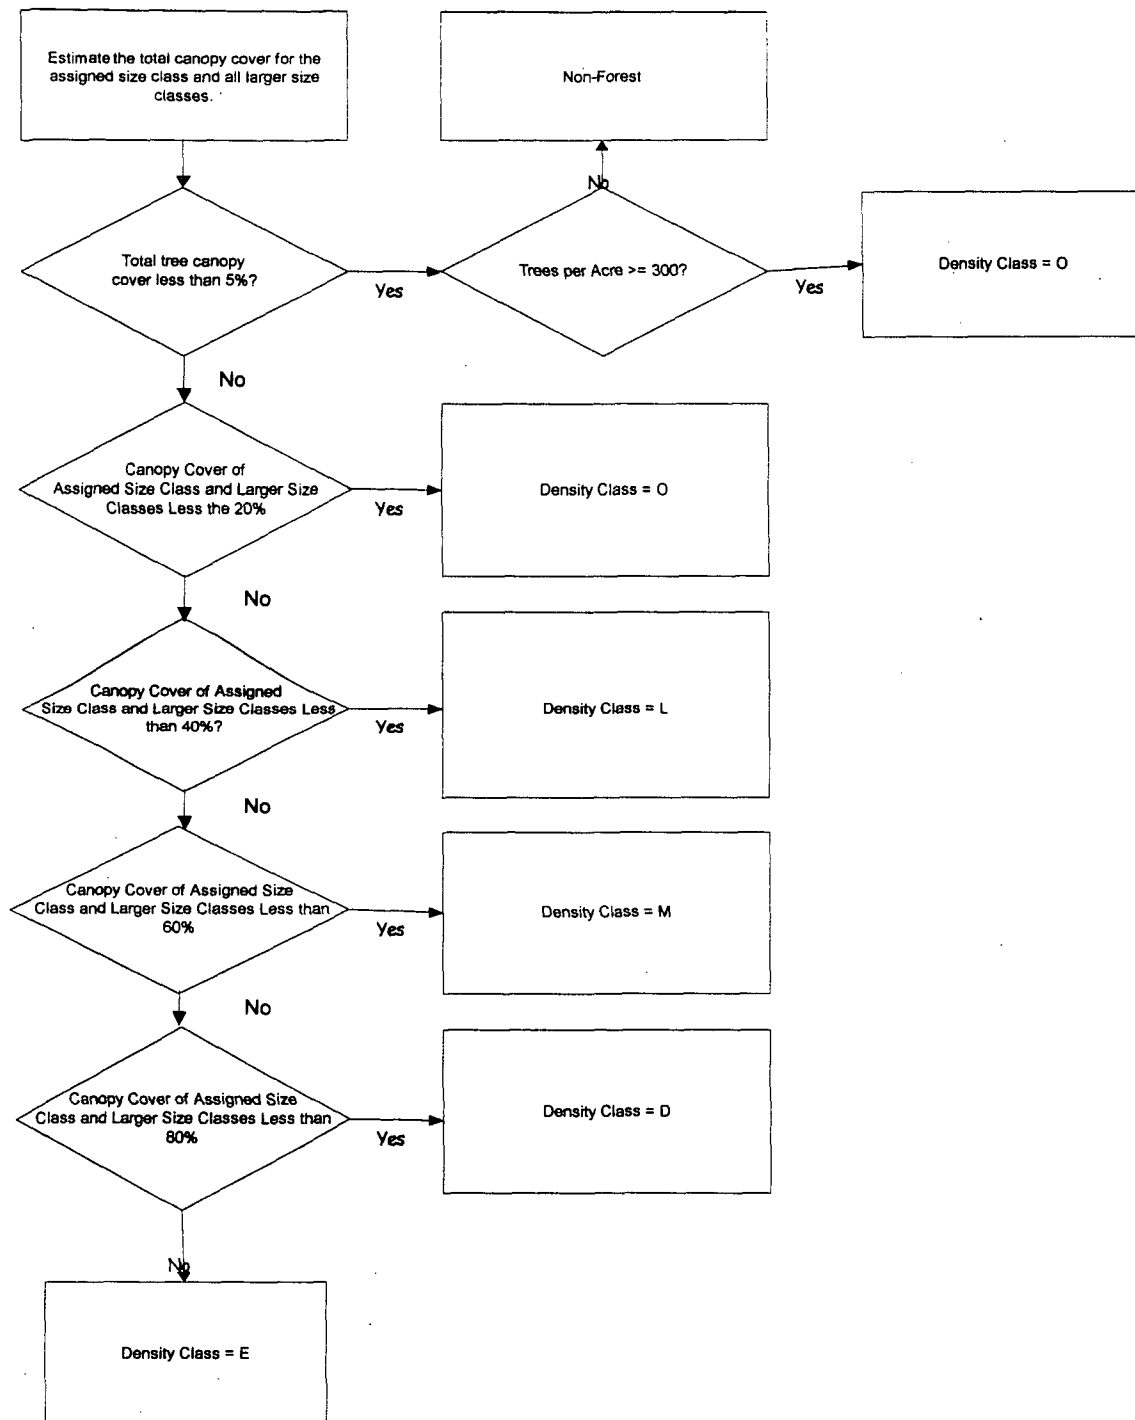 Estimate the total canopy cover for the
assigned size class and all larger size
classes.
Non-Forest
No
Total tree canopy
cover less than 5%?
Yes
Trees per Acre >= 300?
Yes
Density Class = O
No
Canopy Cover of
Assigned Size Class and Larger Size
Classes Less the 20%
Yes
Density Class = O
No
Canopy Cover of Assigned
Size Class and Larger Size Classes Less
than 40%?
Yes
Density Class = L
No
Canopy Cover of Assigned Size
Class and Larger Size Classes Less than
60%
Yes
Density Class = M
No
Canopy Cover of Assigned Size
Class and Larger Size Classes Less than
80%
Yes
Density Class = D
No
Density Class = E